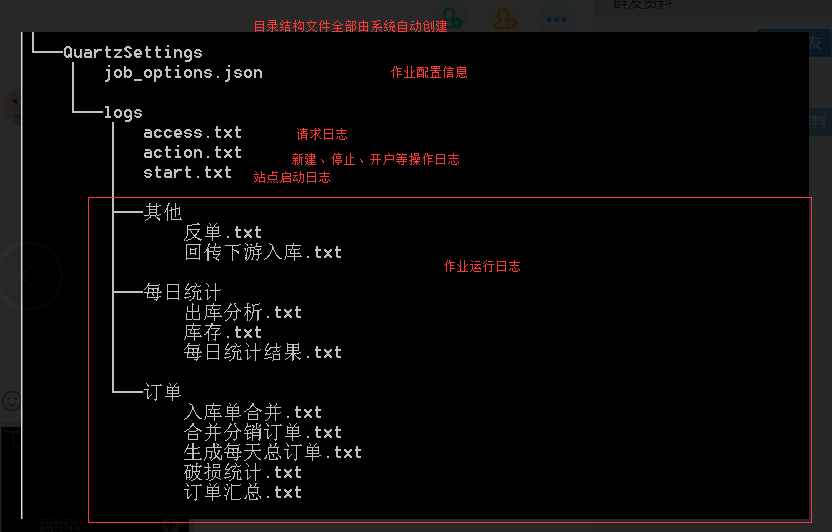 群友资料
目录结构文件全部由系统自动创建
友
QuartzSettings
job_options.json 作业配置信息
logs
access.txt 请求日志
action.txt 新建、停止、开户等操作日志
start.txt 站点启动日志
其他
反单.txt
回传下游入库.txt
作业运行日志
每日统计
出库分析.txt
库存.txt
每日统计结果.txt
订单
入库单合并.txt
合并分销订单.txt
生成每天总订单.txt
破损统计.txt
订单汇总.txt